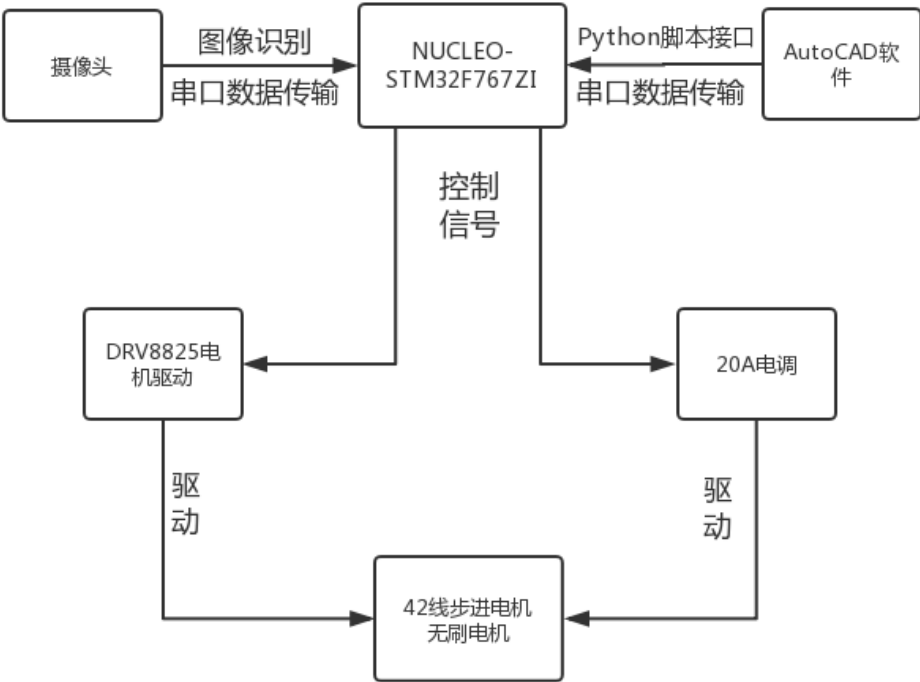 摄像头
图像识别
串口数据传输
NUCLEO-
STM32F767ZI
Python脚本接口
串口数据传输
AutoCAD软
件
控制
信号
DRV8825电
机驱动
20A电调
驱
动
驱
动
42线步进电机
无刷电机